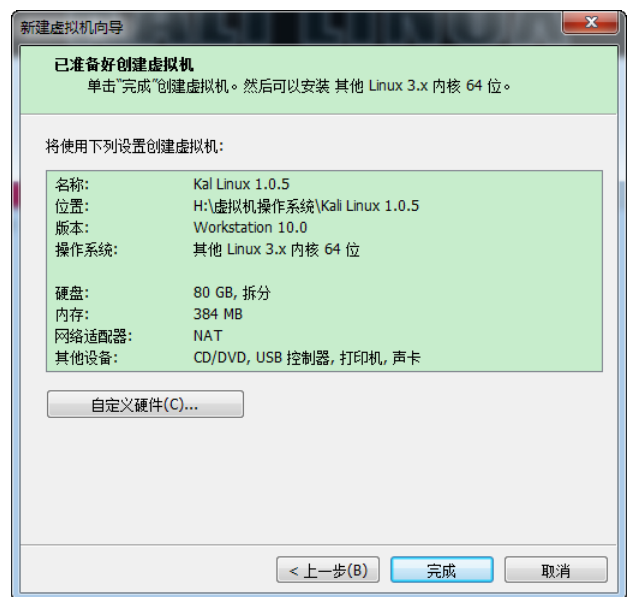 新建虚拟机向导
已准备好创建虚拟机
单击"完成"创建虚拟机。然后可以安装 其他 Linux 3.x 内核 64 位。
将使用下列设置创建虚拟机:
名称: Kal Linux 1.0.5
位置: H:\虚拟机操作系统\Kali Linux 1.0.5
版本: Workstation 10.0
操作系统: 其他 Linux 3.x 内核 64 位
硬盘: 80 GB, 拆分
内存: 384 MB
网络适配器: NAT
其他设备: CD/DVD, USB 控制器, 打印机, 声卡
自定义硬件(C)...
< 上一步(B) 完成 取消